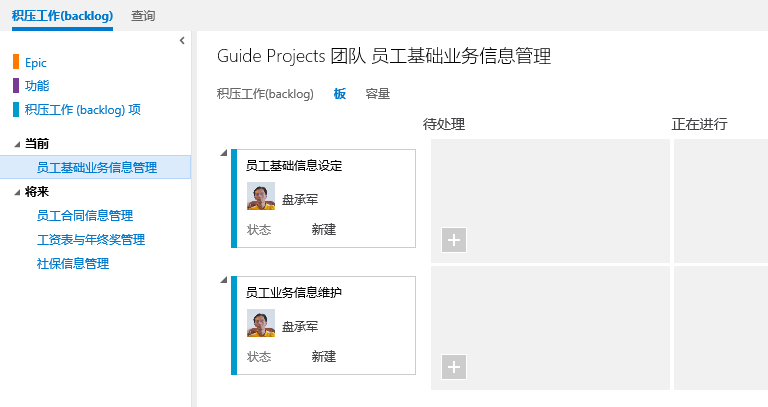 积压工作(backlog) 查询
Epic
功能
积压工作 (backlog) 项
当前
员工基础业务信息管理
将来
员工合同信息管理
工资表与年终奖管理
社保信息管理
Guide Projects 团队 员工基础业务信息管理
积压工作(backlog) 板 容量
待处理 正在进行
员工基础信息设定
盘承军
状态 新建
员工业务信息维护
盘承军
状态 新建